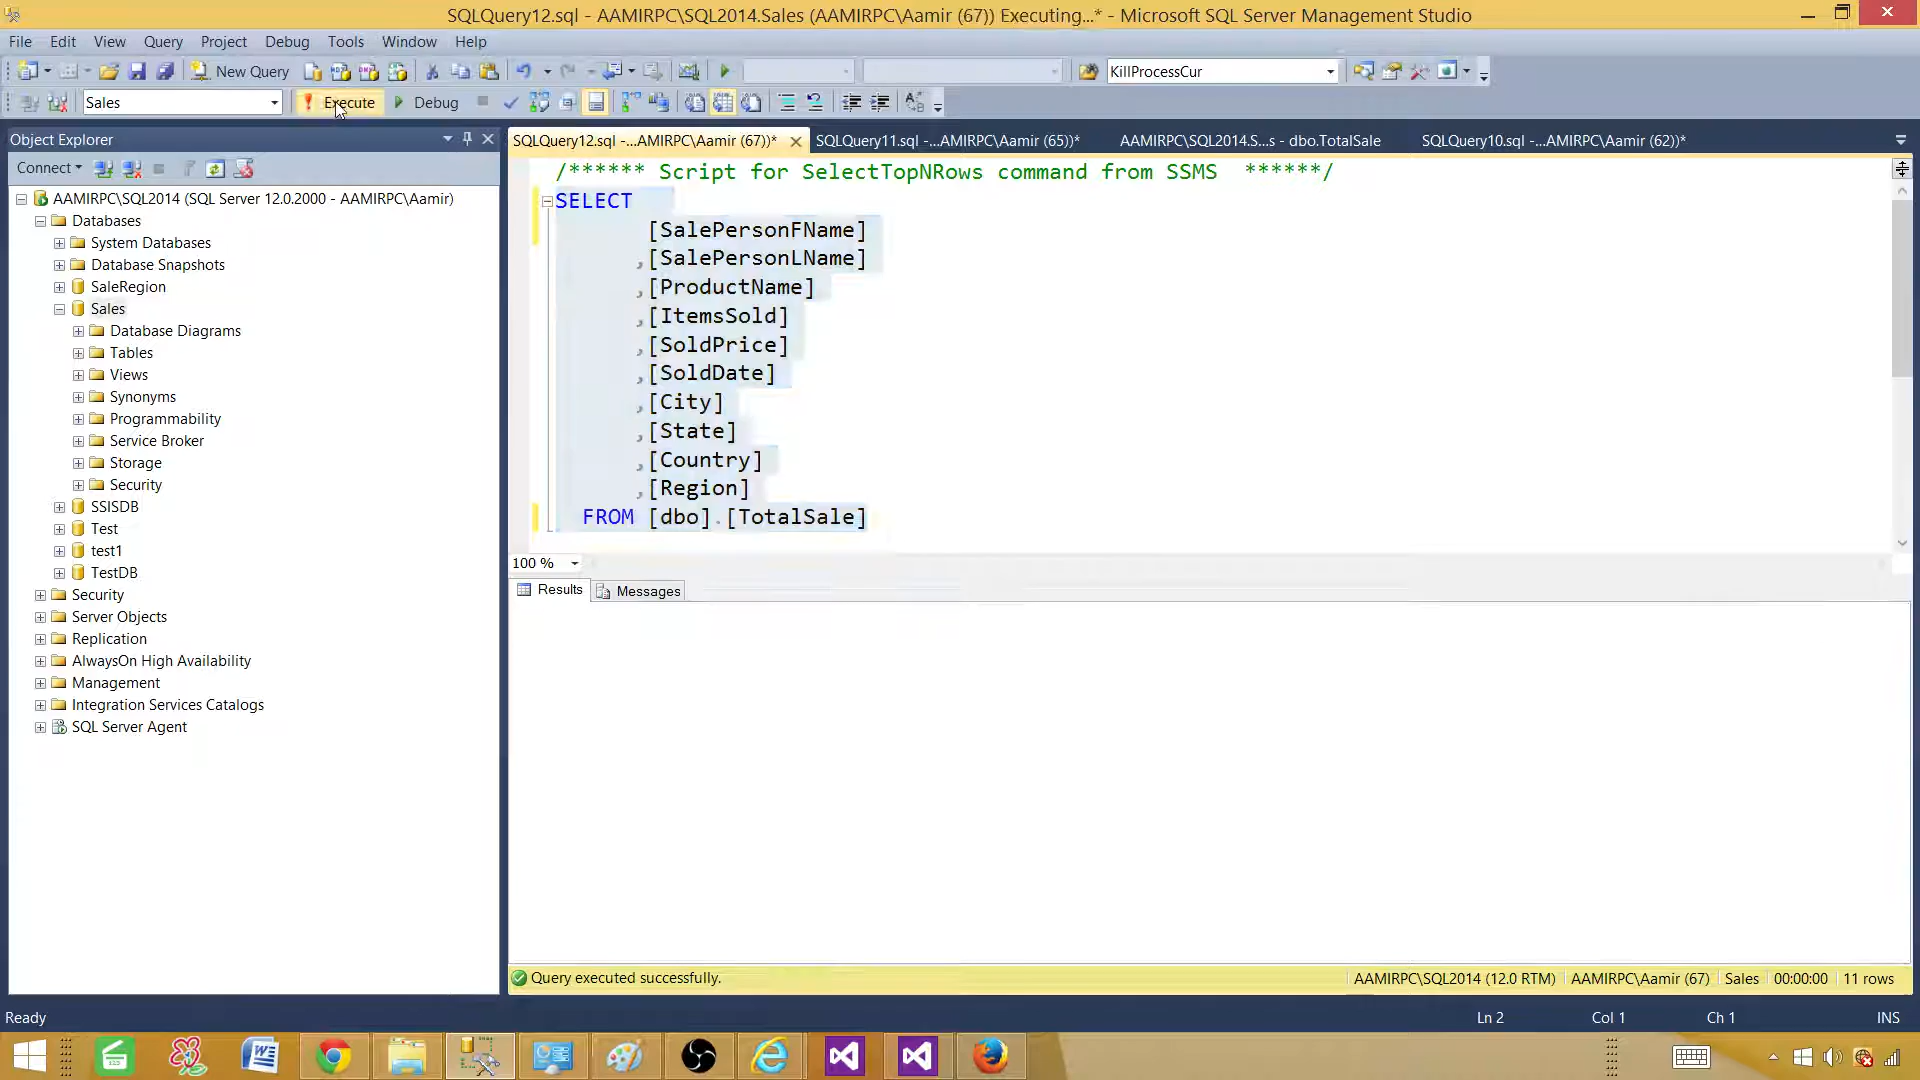 SQLQuery12.sql - AAMIRPC\SQL2014.Sales (AAMIRPC\Aamir (67)) Executing...* - Microsoft SQL Server Management Studio
File Edit View Query Project Debug Tools Window Help
New Query KillProcessCur
Sales Execute Debug
Object Explorer
SQLQuery12.sql -...AMIRPC\Aamir (67))* SQLQuery11.sql -...AMIRPC\Aamir (65))* AAMIRPC\SQL2014.S...s - dbo.TotalSale SQLQuery10.sql -...AMIRPC\Aamir (62))*
Connect
AAMIRPC\SQL2014 (SQL Server 12.0.2000 - AAMIRPC\Aamir)
Databases
System Databases
Database Snapshots
SaleRegion
Sales
Database Diagrams
Tables
Views
Synonyms
Programmability
Service Broker
Storage
Security
SSISDB
Test
test1
TestDB
Security
Server Objects
Replication
AlwaysOn High Availability
Management
Integration Services Catalogs
SQL Server Agent
/****** Script for SelectTopNRows command from SSMS ******/
SELECT
[SalePersonFName]
,[SalePersonLName]
,[ProductName]
,[ItemsSold]
,[SoldPrice]
,[SoldDate]
,[City]
,[State]
,[Country]
,[Region]
FROM [dbo].[TotalSale]
100 %
Results Messages
Query executed successfully. AAMIRPC\SQL2014 (12.0 RTM) AAMIRPC\Aamir (67) Sales 00:00:00 11 rows
Ready Ln 2 Col 1 Ch 1 INS